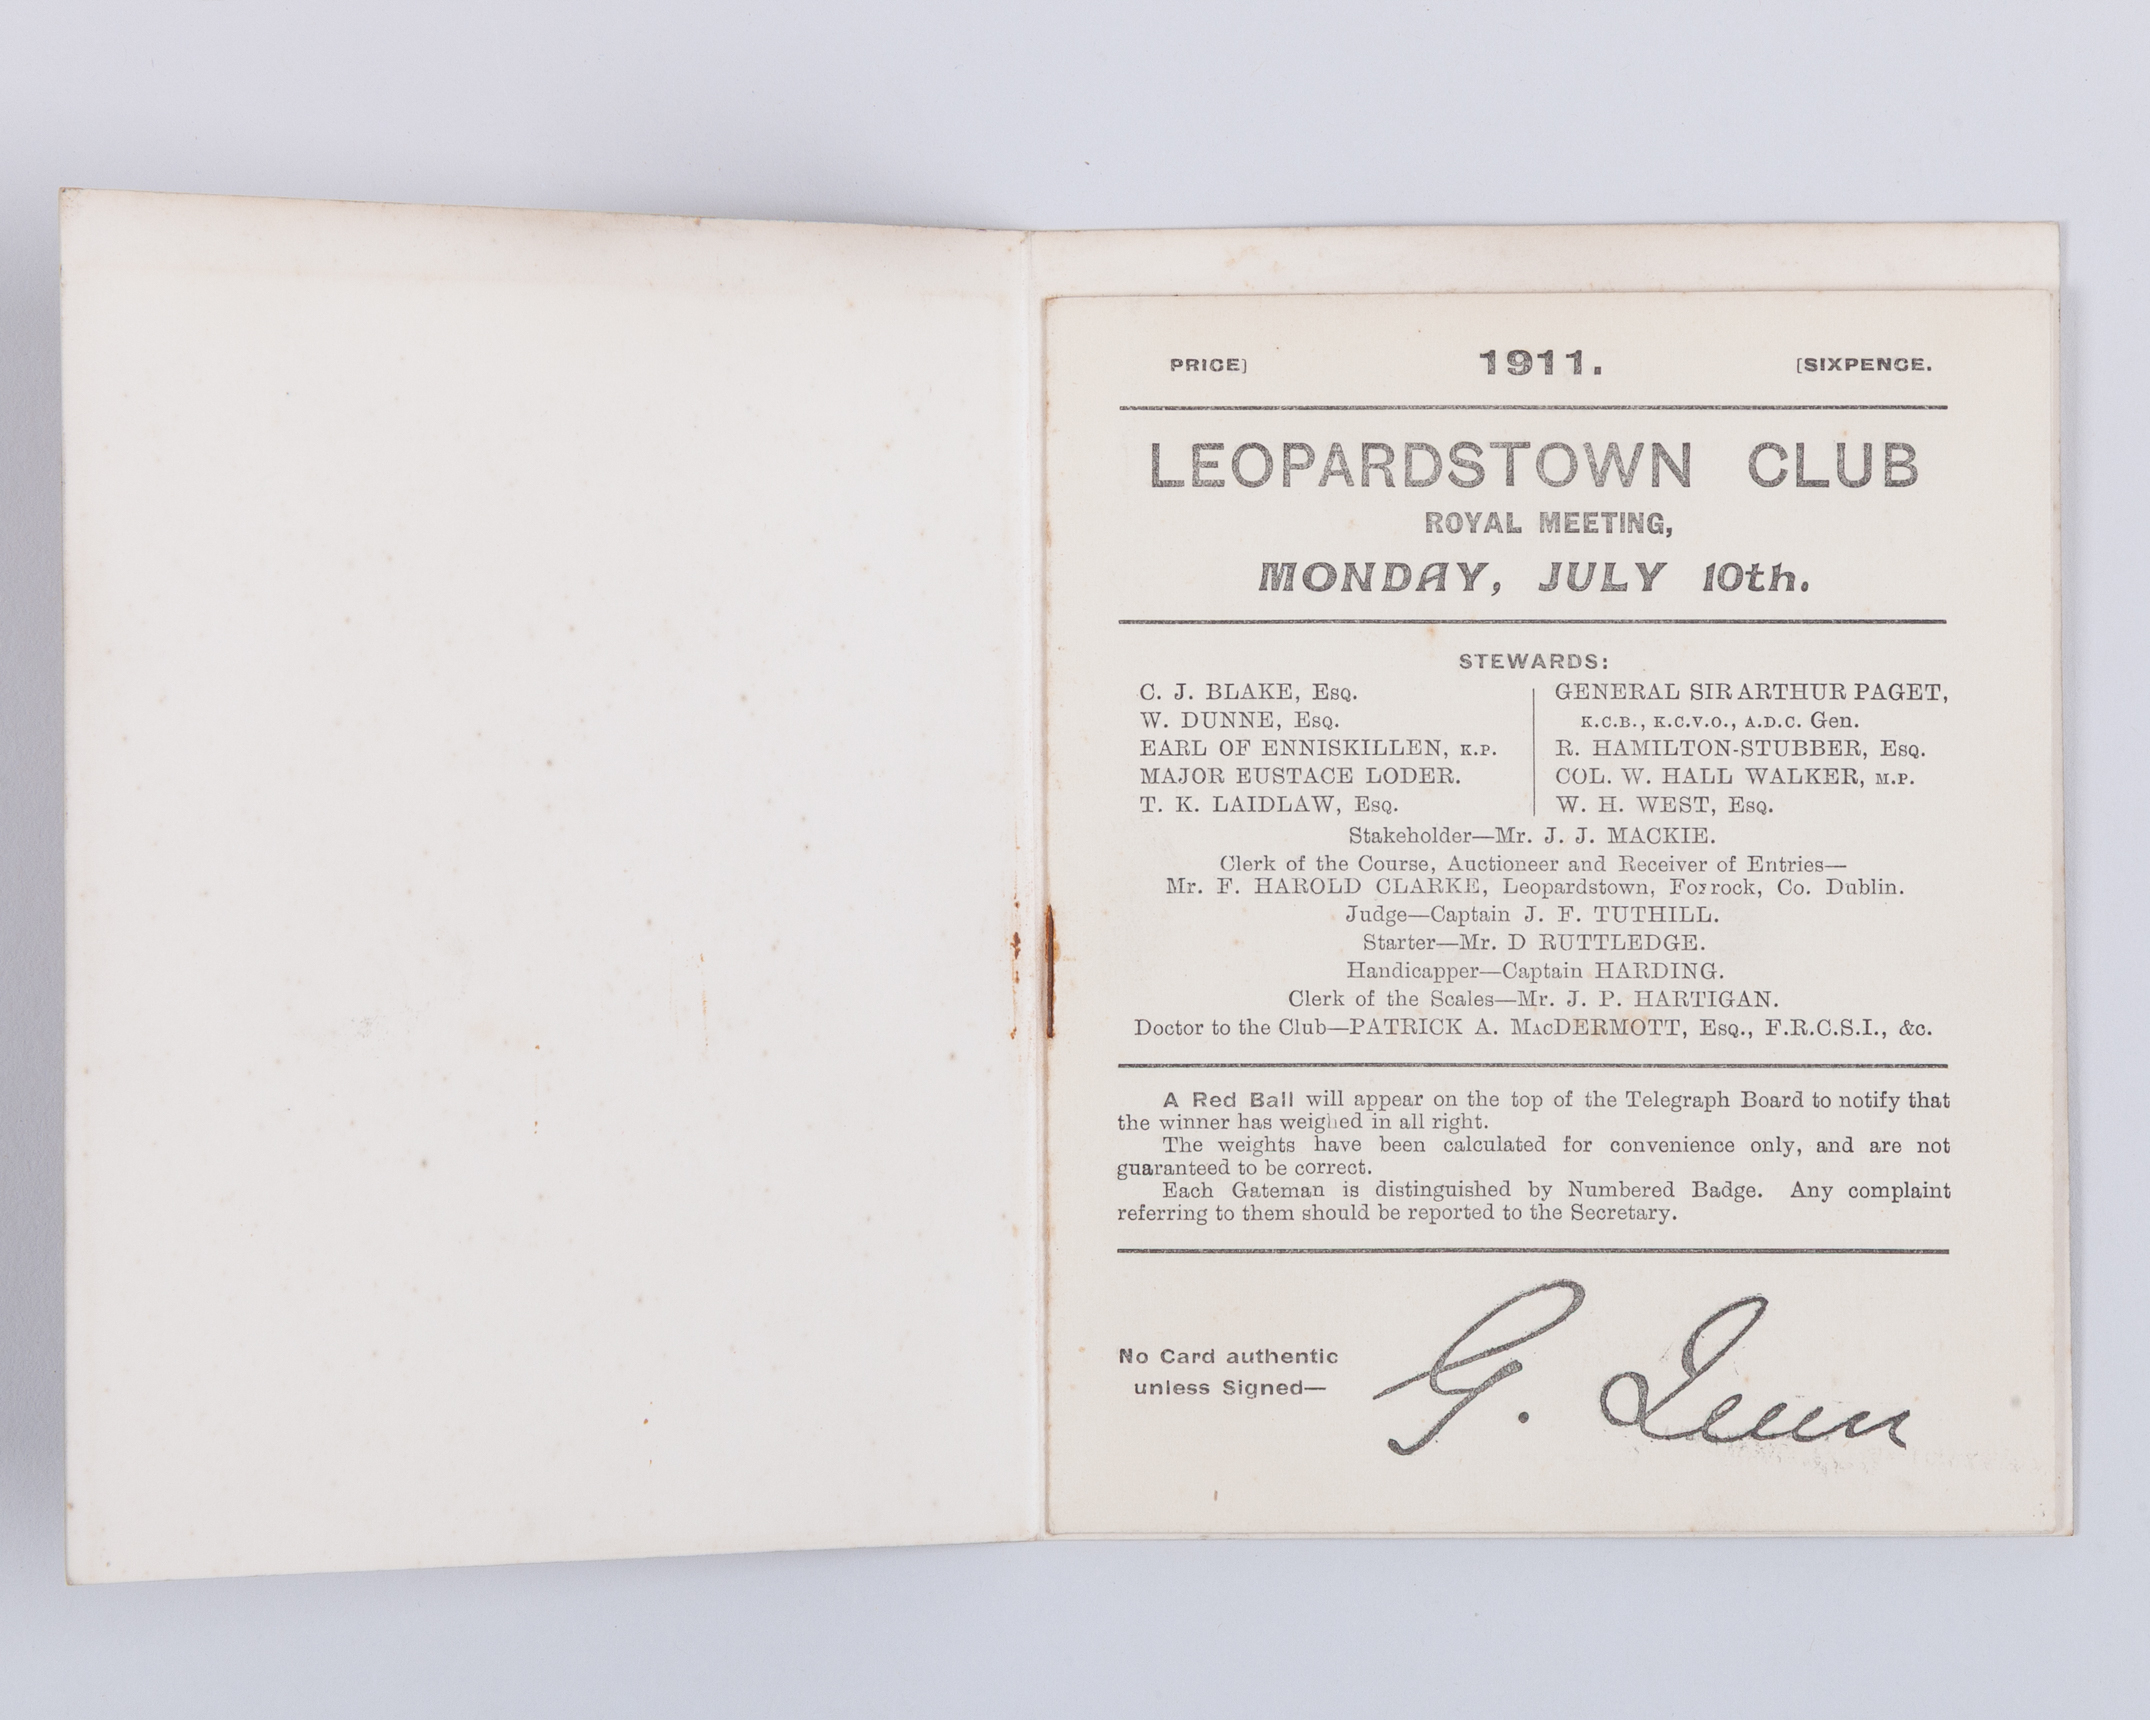 PRICE] 1911. [SIXPENCE.
LEOPARDSTOWN CLUB
ROYAL MEETING,
MONDAY, JULY 10th.
STEWARDS:
C. J. BLAKE, Esq.
W. DUNNE, Esq.
EARL OF ENNISKILLEN, K.P.
MAJOR EUSTACE LODER.
T. K. LAIDLAW, Esq.
GENERAL SIR ARTHUR PAGET,
K.C.B., K.C.V.O., A.D.C. Gen.
R. HAMILTON-STUBBER, Esq.
COL. W. HALL WALKER, M.P.
W. H. WEST, Esq.
Stakeholder—Mr. J. J. MACKIE.
Clerk of the Course, Auctioneer and Receiver of Entries—
Mr. F. HAROLD CLARKE, Leopardstown, Foxrock, Co. Dublin.
Judge—Captain J. F. TUTHILL.
Starter—Mr. D RUTTLEDGE.
Handicapper—Captain HARDING.
Clerk of the Scales—Mr. J. P. HARTIGAN.
Doctor to the Club—PATRICK A. MacDERMOTT, Esq., F.R.C.S.I., &c.
A Red Ball will appear on the top of the Telegraph Board to notify that
the winner has weighed in all right.
The weights have been calculated for convenience only, and are not
guaranteed to be correct.
Each Gateman is distinguished by Numbered Badge. Any complaint
referring to them should be reported to the Secretary.
No Card authentic
unless Signed—
G.